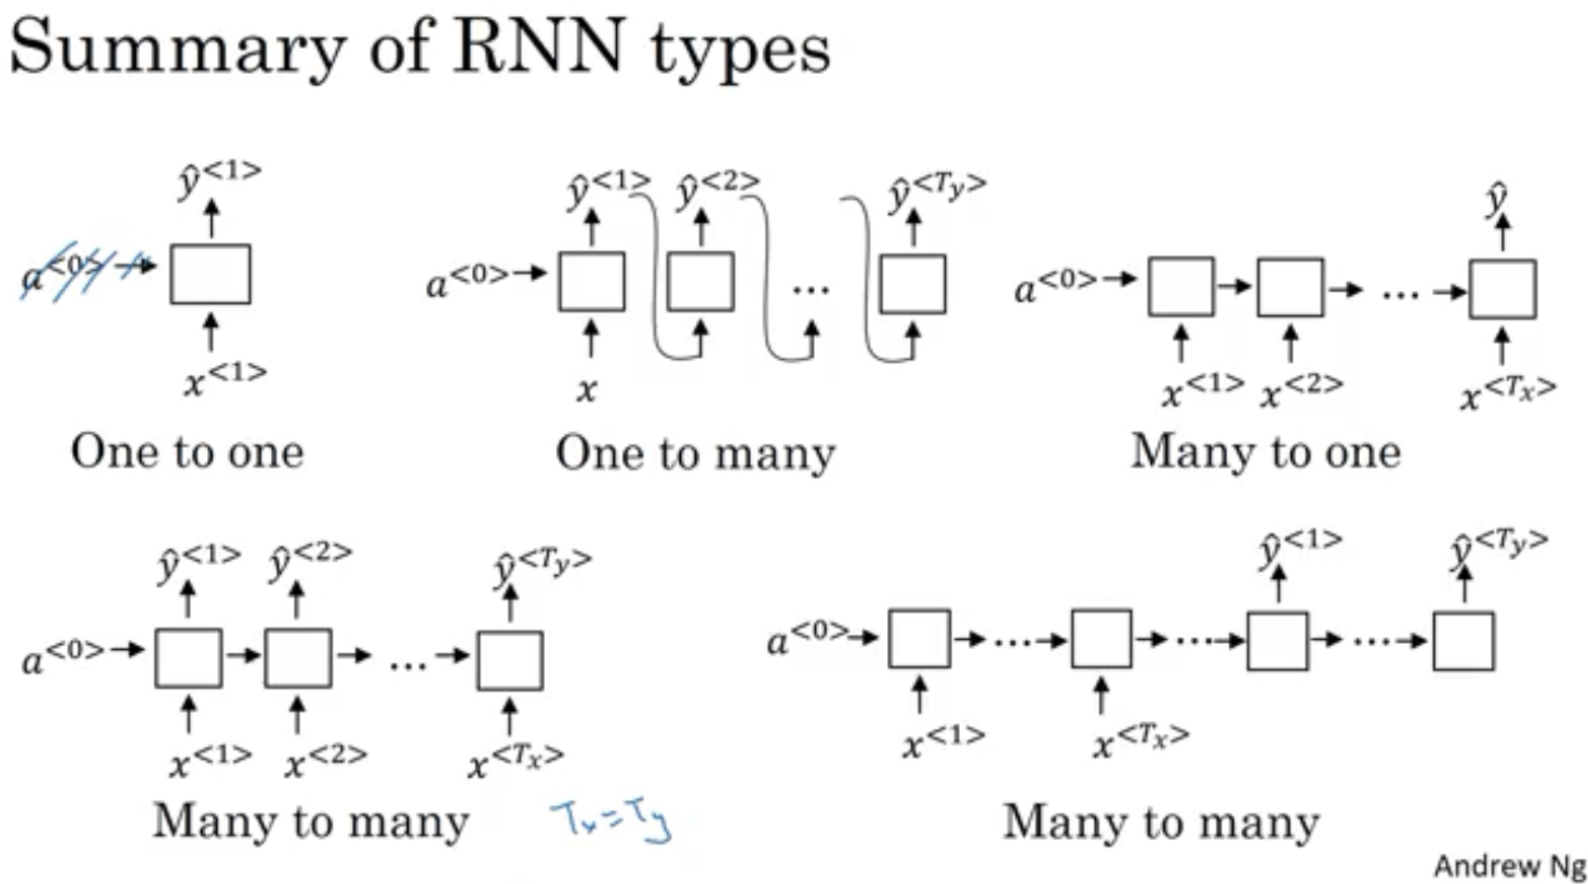 Summary of RNN types
ŷ<1>
a<0>
x<1>
One to one
ŷ<1> ŷ<2> ŷ<Ty>
a<0> ...
x
One to many
ŷ
a<0> ...
x<1> x<2> x<Tx>
Many to one
ŷ<1> ŷ<2> ŷ<Ty>
a<0> ...
x<1> x<2> x<Tx>
Many to many Tx=Ty
ŷ<1> ŷ<Ty>
a<0> ... ... ...
x<1> x<Tx>
Many to many
Andrew Ng